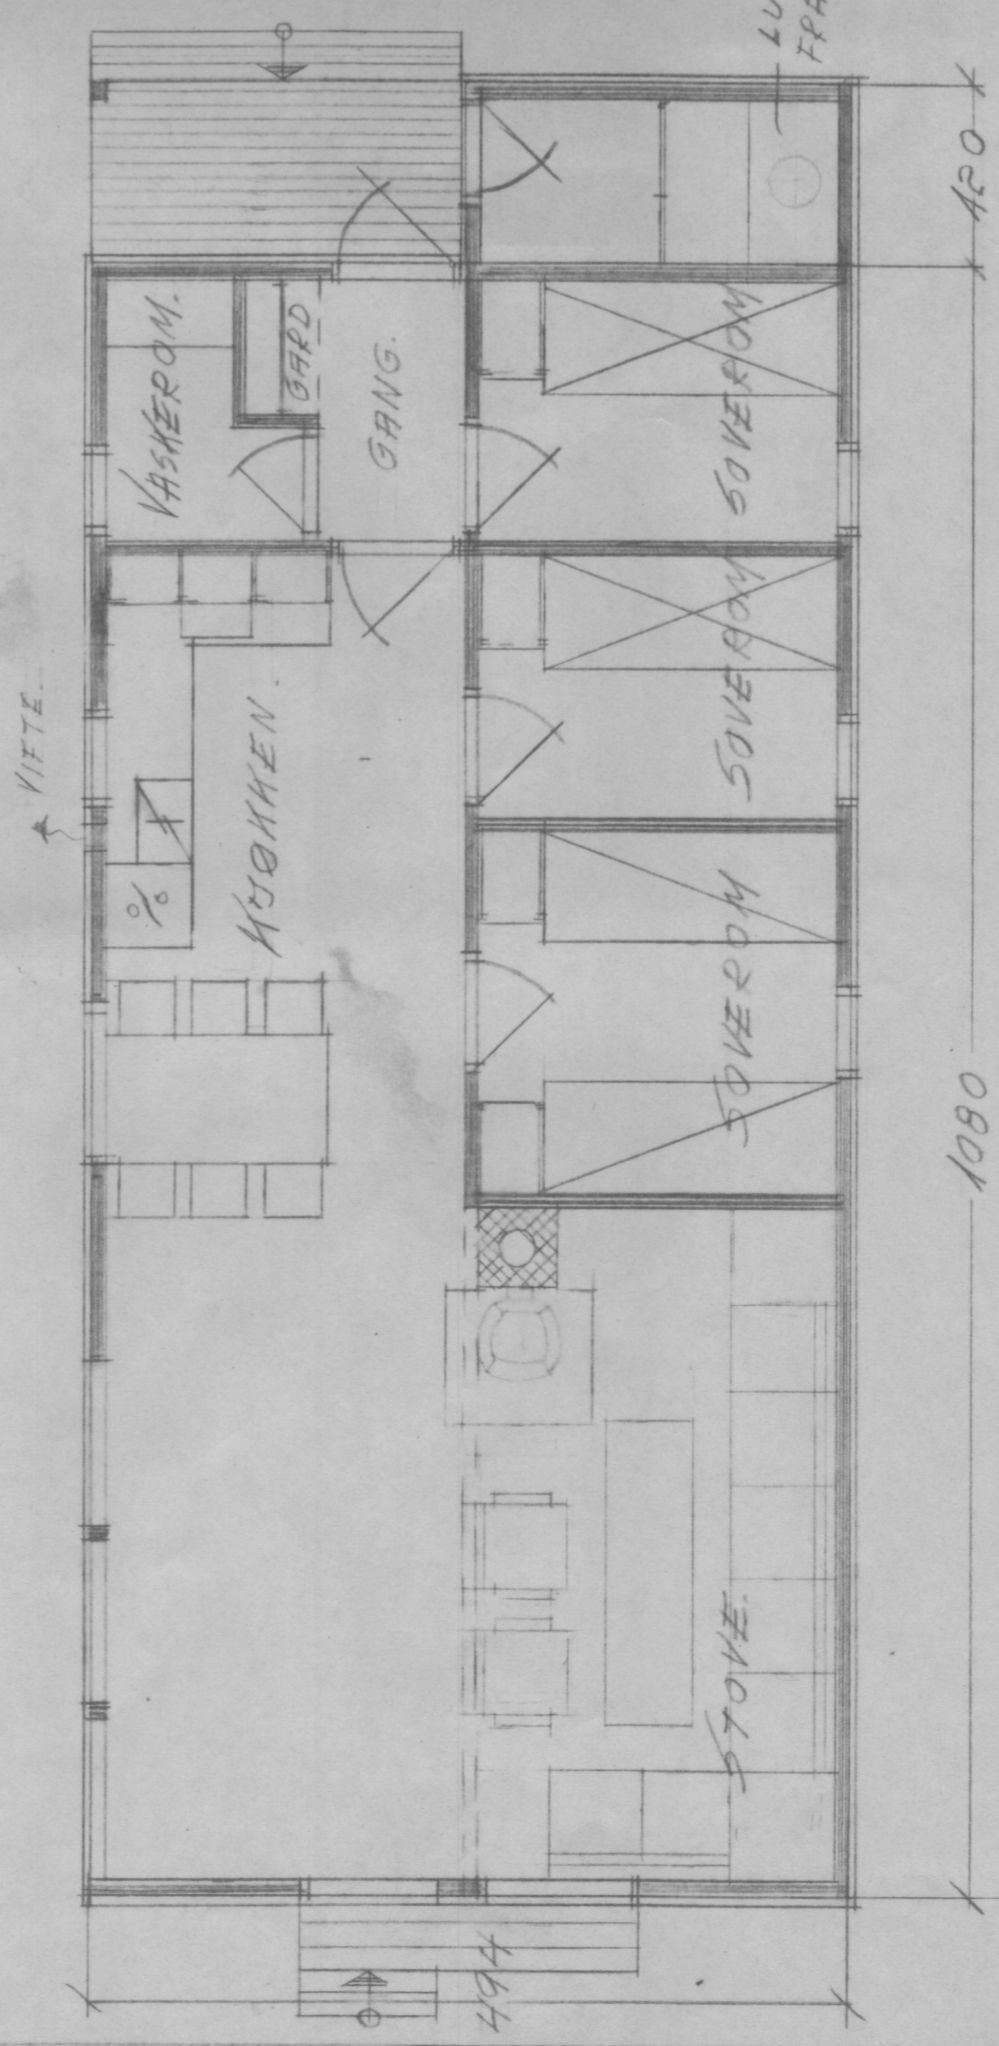 VASKEROM.
GARD
GANG.
KJØKKEN.
VIFTE
SOVEROM
SOVEROM
SOVEROM
STOVE.
120
1080
494